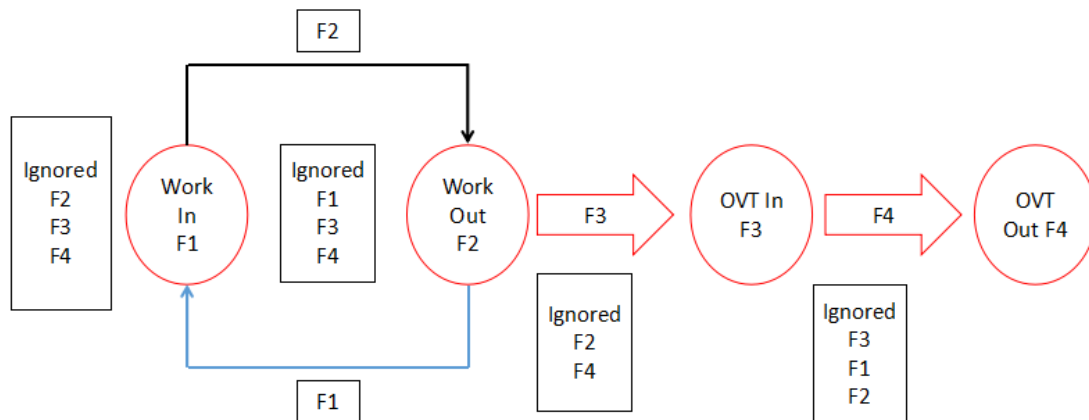 F2
Ignored
F2
F3
F4
Work
In
F1
Ignored
F1
F3
F4
Work
Out
F2
F3
OVT In
F3
F4
OVT
Out F4
Ignored
F2
F4
Ignored
F3
F1
F2
F1